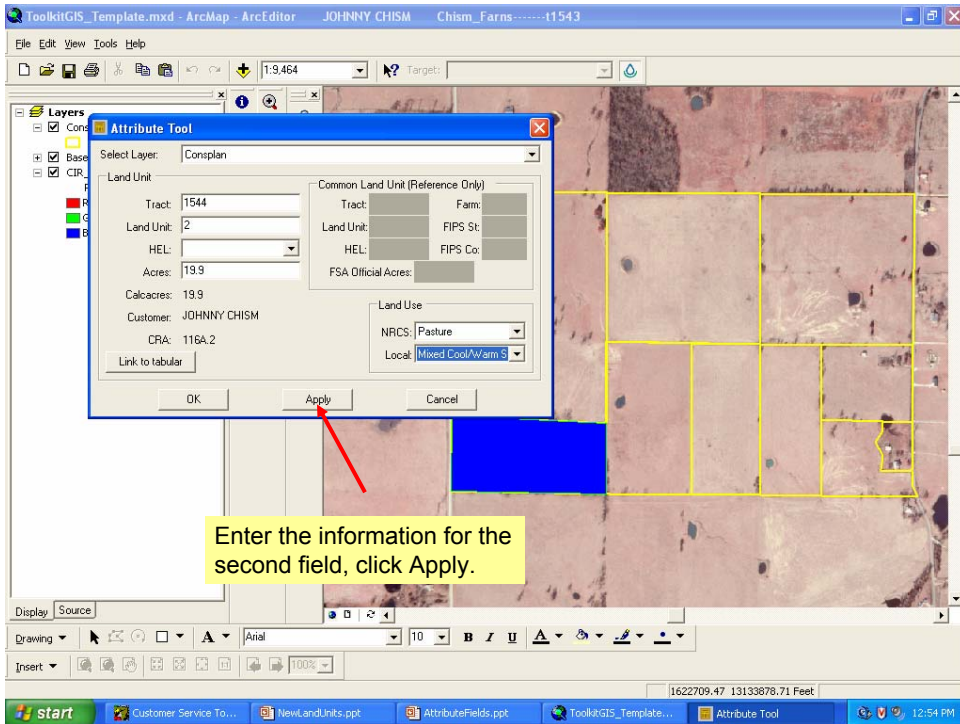 ToolkitGIS_Template.mxd - ArcMap - ArcEditor JOHNNY CHISM Chism_Farns-------t1543
File Edit View Tools Help
1:9,464 Target:
Layers
Cons
Base
CIR_
R
G
B
Attribute Tool
Select Layer: Consplan
Land Unit
Tract: 1544
Land Unit: 2
HEL:
Acres: 19.9
Calcacres: 19.9
Customer: JOHNNY CHISM
CRA: 116A.2
Link to tabular
Common Land Unit (Reference Only)
Tract: Farm:
Land Unit: FIPS St:
HEL: FIPS Co:
FSA Official Acres:
Land Use
NRCS: Pasture
Local: Mixed Cool/Warm S
OK Apply Cancel
Enter the information for the
second field, click Apply.
Display Source
Drawing A Arial 10 B I U A
Insert 100%
1622709.47 13133878.71 Feet
start Customer Service To... NewLandUnits.ppt AttributeFields.ppt ToolkitGIS_Template... Attribute Tool 12:54 PM